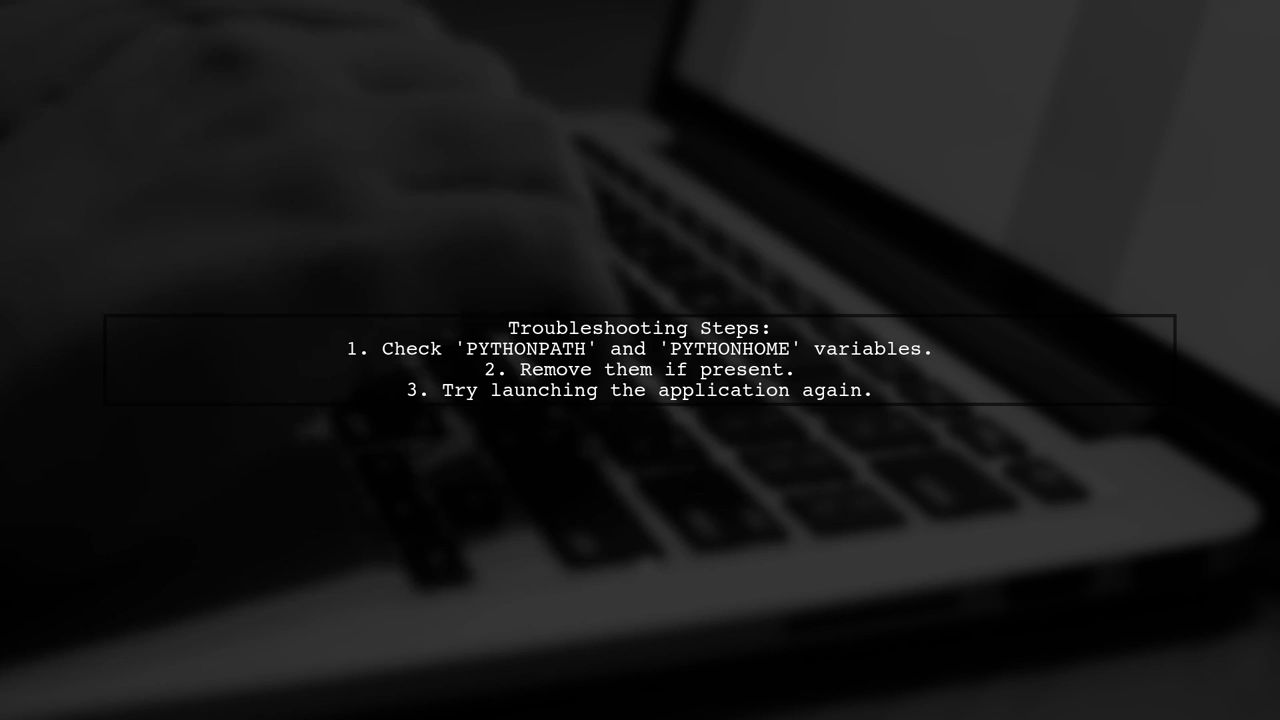 Troubleshooting Steps:
1. Check 'PYTHONPATH' and 'PYTHONHOME' variables.
2. Remove them if present.
3. Try launching the application again.